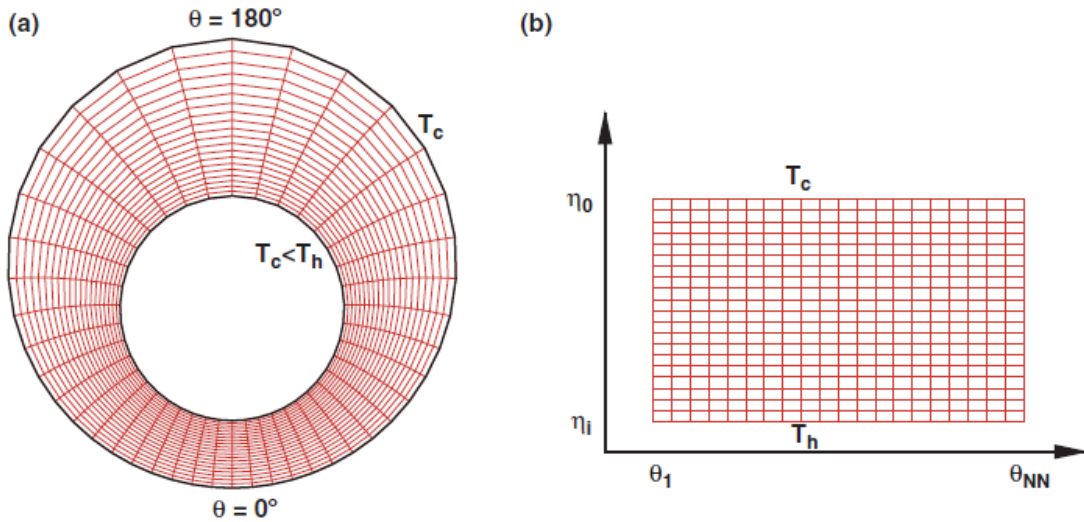 (a)
θ = 180°
T_c
T_c<T_h
θ = 0°
(b)
T_c
η_0
η_i
T_h
θ_1
θ_NN